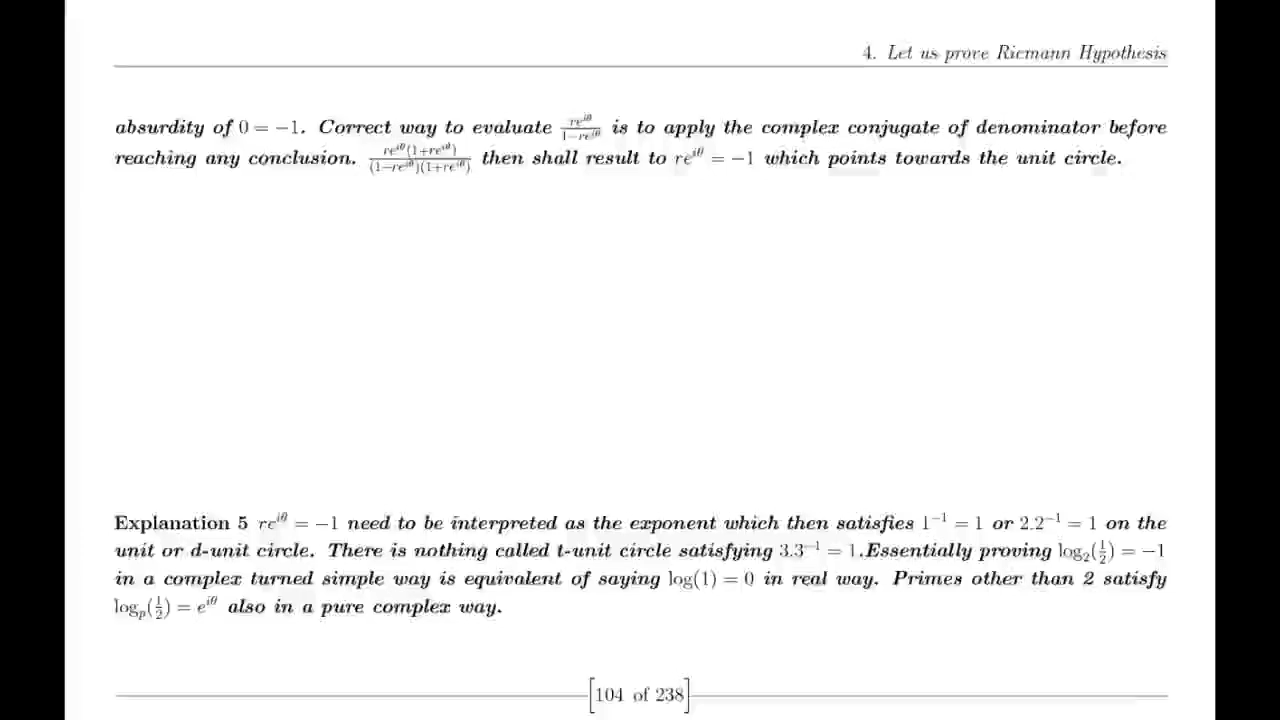 4. Let us prove Riemann Hypothesis
absurdity of 0 = −1. Correct way to evaluate re^{iθ}/(1−re^{iθ}) is to apply the complex conjugate of denominator before
reaching any conclusion. re^{iθ}(1+re^{iθ})/((1−re^{iθ})(1+re^{iθ})) then shall result to re^{iθ} = −1 which points towards the unit circle.
Explanation 5 re^{iθ} = −1 need to be interpreted as the exponent which then satisfies 1^{−1} = 1 or 2.2^{−1} = 1 on the
unit or d-unit circle. There is nothing called t-unit circle satisfying 3.3^{−1} = 1.Essentially proving log_2(1/2) = −1
in a complex turned simple way is equivalent of saying log(1) = 0 in real way. Primes other than 2 satisfy
log_p(1/2) = e^{iθ} also in a pure complex way.
[104 of 238]